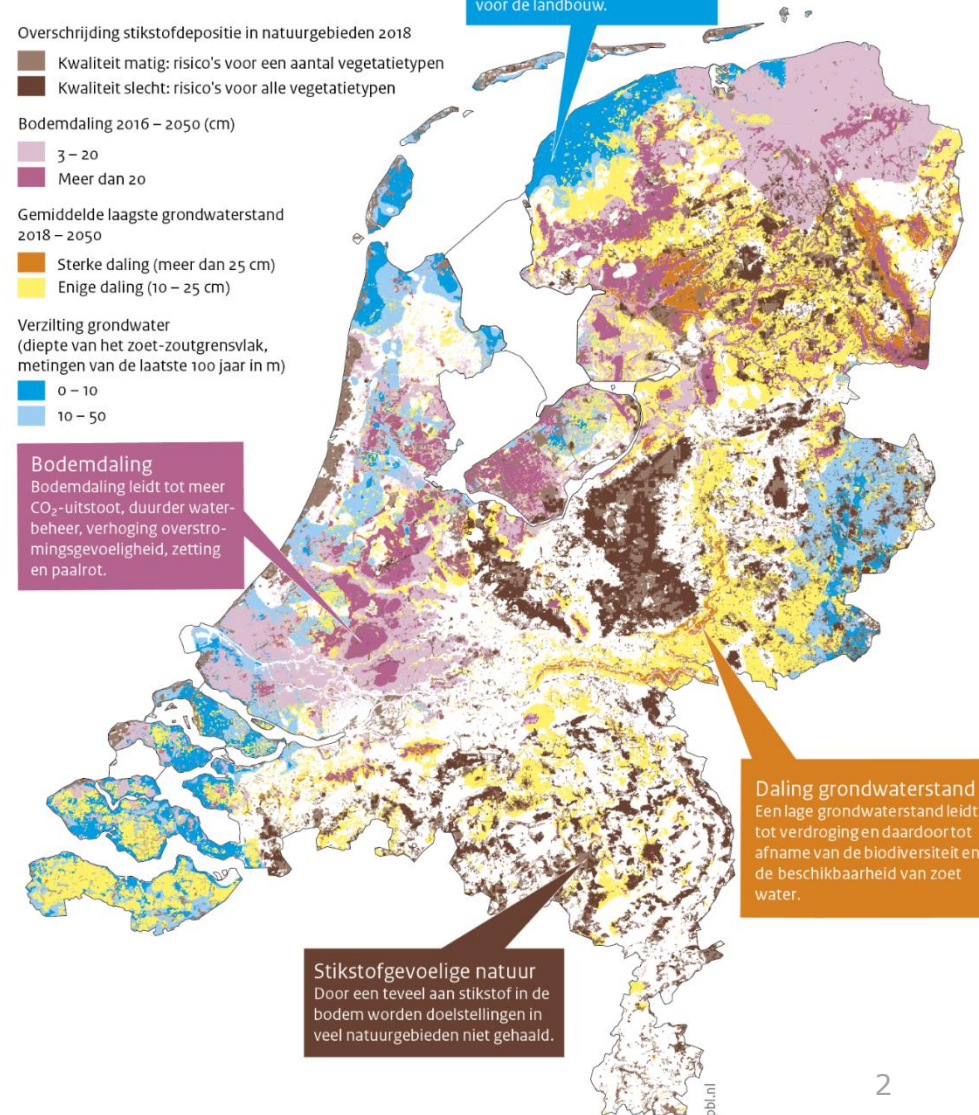 voor de landbouw.
Overschrijding stikstofdepositie in natuurgebieden 2018
Kwaliteit matig: risico's voor een aantal vegetatietypen
Kwaliteit slecht: risico's voor alle vegetatietypen
Bodemdaling 2016 – 2050 (cm)
3 – 20
Meer dan 20
Gemiddelde laagste grondwaterstand
2018 – 2050
Sterke daling (meer dan 25 cm)
Enige daling (10 – 25 cm)
Verzilting grondwater
(diepte van het zoet-zoutgrensvlak,
metingen van de laatste 100 jaar in m)
0 – 10
10 – 50
Bodemdaling
Bodemdaling leidt tot meer
CO₂-uitstoot, duurder water-
beheer, verhoging overstro-
mingsgevoeligheid, zetting
en paalrot.
Daling grondwaterstand
Een lage grondwaterstand leidt
tot verdroging en daardoor tot
afname van de biodiversiteit en
de beschikbaarheid van zoet
water.
Stikstofgevoelige natuur
Door een teveel aan stikstof in de
bodem worden doelstellingen in
veel natuurgebieden niet gehaald.
pbl.nl
2